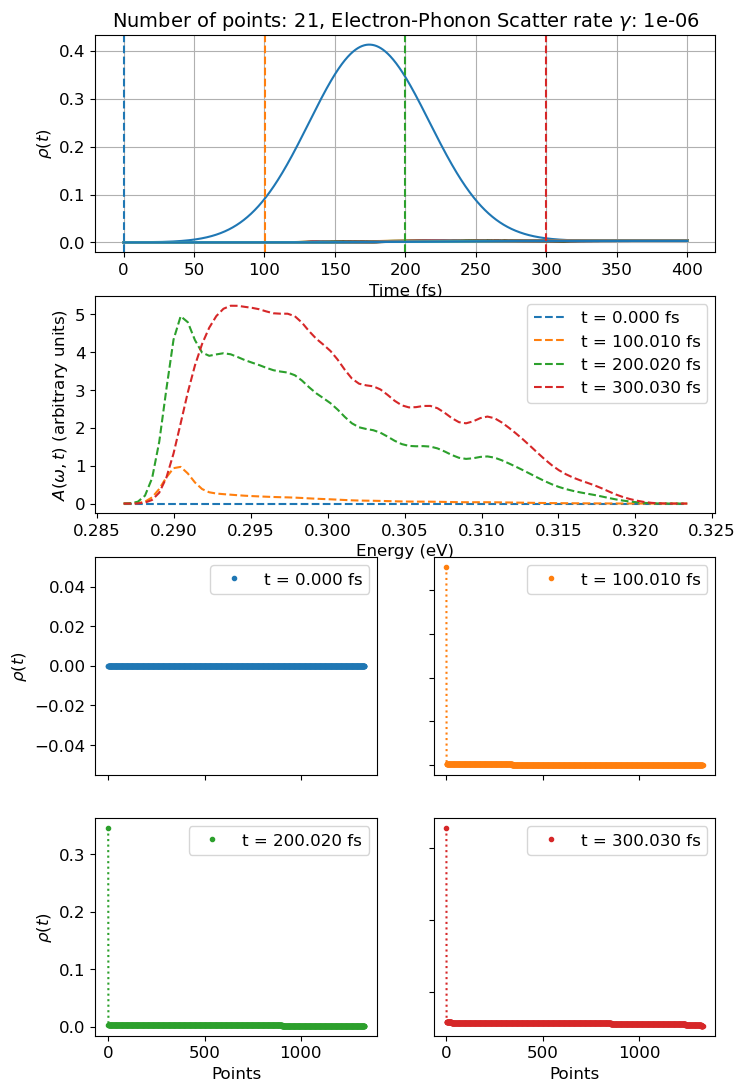 Number of points: 21, Electron-Phonon Scatter rate γ: 1e-06
0.4
0.3
0.2
0.1
0.0
ρ(t)
0 50 100 150 200 250 300 350 400
Time (fs)
5
4
3
2
1
0
A(ω, t) (arbitrary units)
t = 0.000 fs
t = 100.010 fs
t = 200.020 fs
t = 300.030 fs
0.285 0.290 0.295 0.300 0.305 0.310 0.315 0.320 0.325
Energy (eV)
0.04
0.02
0.00
−0.02
−0.04
ρ(t)
t = 0.000 fs
t = 100.010 fs
0.3
0.2
0.1
0.0
ρ(t)
t = 200.020 fs
0 500 1000
Points
t = 300.030 fs
0 500 1000
Points